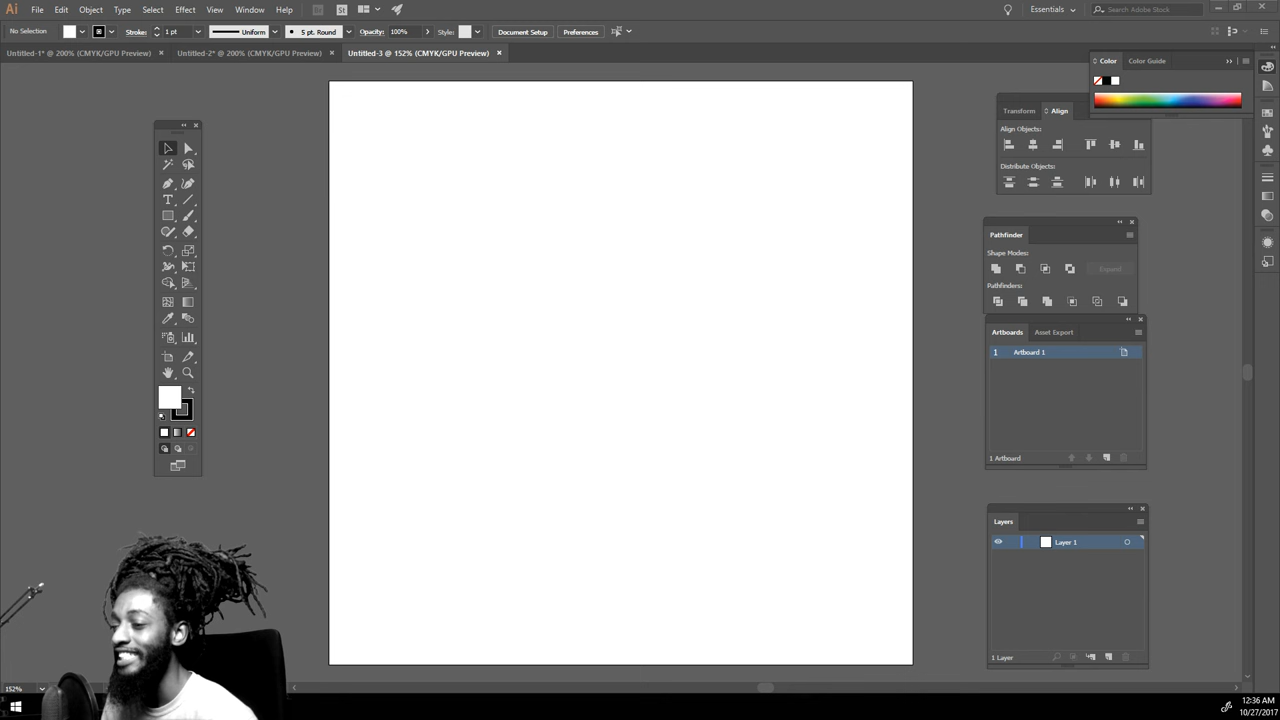 Ai File Edit Object Type Select Effect View Window Help Br St Essentials Search Adobe Stock
No Selection Stroke: 1 pt Uniform 5 pt. Round Opacity: 100% Style: Document Setup Preferences
Untitled-1* @ 200% (CMYK/GPU Preview) × Untitled-2* @ 200% (CMYK/GPU Preview) × Untitled-3 @ 152% (CMYK/GPU Preview) ×
Color Color Guide
Transform Align
Align Objects:
Distribute Objects:
Pathfinder
Shape Modes:
Expand
Pathfinders:
Artboards Asset Export
1 Artboard 1
1 Artboard
Layers
Layer 1
1 Layer
152%
12:36 AM
10/27/2017